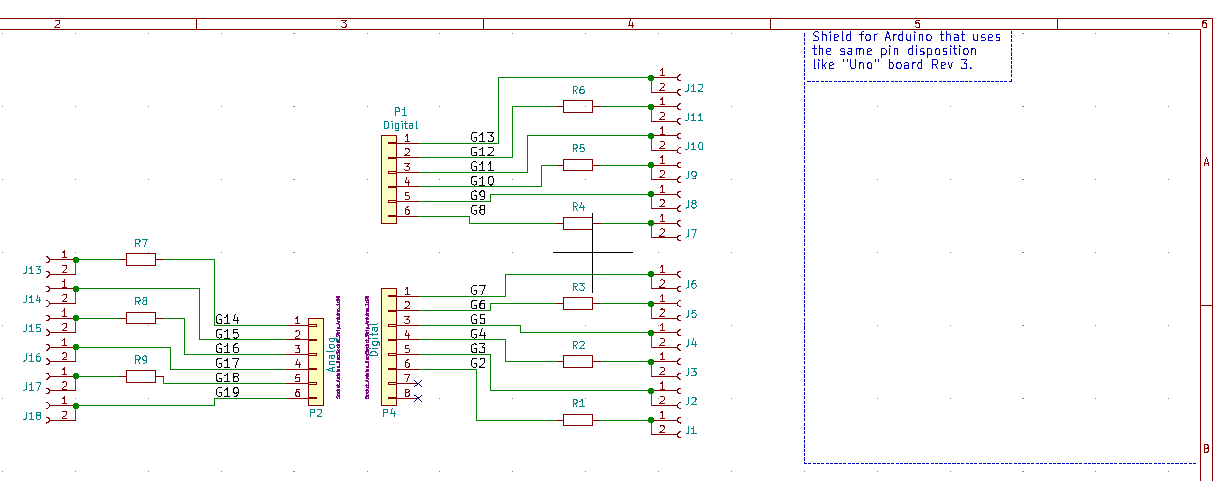 2 3 4 5 6
Shield for Arduino that uses
the same pin disposition
like "Uno" board Rev 3.
A
B
P1
Digital
1 G13
2 G12
3 G11
4 G10
5 G9
6 G8
R6
R5
R4
1
2 J12
1
2 J11
1
2 J10
1
2 J9
1
2 J8
1
2 J7
R7
R8
R9
1
J13 2
1
J14 2
1
J15 2
1
J16 2
1
J17 2
1
J18 2
G14 1
G15 2
G16 3
G17 4
G18 5
G19 6
Analog
P2
Digital
1 G7
2 G6
3 G5
4 G4
5 G3
6 G2
7
8
P4
R3
R2
R1
1
2 J6
1
2 J5
1
2 J4
1
2 J3
1
2 J2
1
2 J1